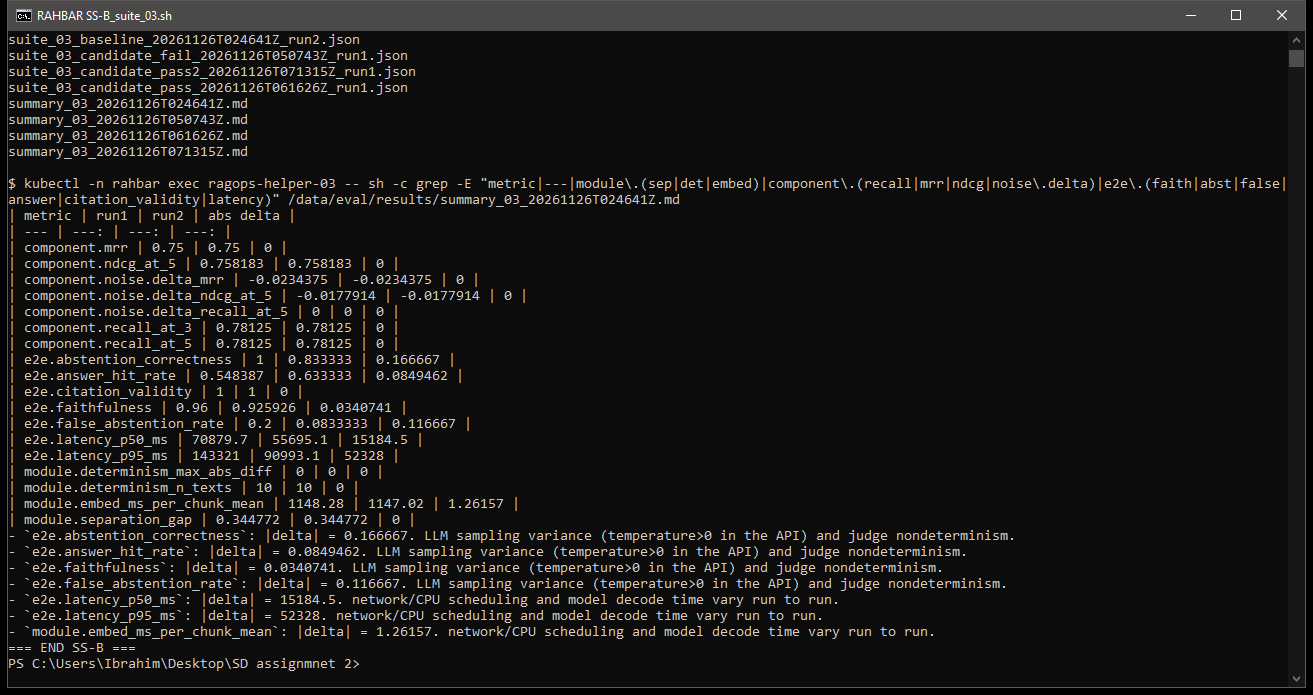 RAHBAR SS-B_suite_03.sh
suite_03_baseline_20261126T024641Z_run2.json
suite_03_candidate_fail_20261126T050743Z_run1.json
suite_03_candidate_pass2_20261126T071315Z_run1.json
suite_03_candidate_pass_20261126T061626Z_run1.json
summary_03_20261126T024641Z.md
summary_03_20261126T050743Z.md
summary_03_20261126T061626Z.md
summary_03_20261126T071315Z.md
$ kubectl -n rahbar exec ragops-helper-03 -- sh -c grep -E "metric|---|module\.(sep|det|embed)|component\.(recall|mrr|ndcg|noise\.delta)|e2e\.(faith|abst|false|
answer|citation_validity|latency)" /data/eval/results/summary_03_20261126T024641Z.md
| metric | run1 | run2 | abs delta |
| --- | ---: | ---: | ---: |
| component.mrr | 0.75 | 0.75 | 0 |
| component.ndcg_at_5 | 0.758183 | 0.758183 | 0 |
| component.noise.delta_mrr | -0.0234375 | -0.0234375 | 0 |
| component.noise.delta_ndcg_at_5 | -0.0177914 | -0.0177914 | 0 |
| component.noise.delta_recall_at_5 | 0 | 0 | 0 |
| component.recall_at_3 | 0.78125 | 0.78125 | 0 |
| component.recall_at_5 | 0.78125 | 0.78125 | 0 |
| e2e.abstention_correctness | 1 | 0.833333 | 0.166667 |
| e2e.answer_hit_rate | 0.548387 | 0.633333 | 0.0849462 |
| e2e.citation_validity | 1 | 1 | 0 |
| e2e.faithfulness | 0.96 | 0.925926 | 0.0340741 |
| e2e.false_abstention_rate | 0.2 | 0.0833333 | 0.116667 |
| e2e.latency_p50_ms | 70879.7 | 55695.1 | 15184.5 |
| e2e.latency_p95_ms | 143321 | 90993.1 | 52328 |
| module.determinism_max_abs_diff | 0 | 0 | 0 |
| module.determinism_n_texts | 10 | 10 | 0 |
| module.embed_ms_per_chunk_mean | 1148.28 | 1147.02 | 1.26157 |
| module.separation_gap | 0.344772 | 0.344772 | 0 |
- `e2e.abstention_correctness`: |delta| = 0.166667. LLM sampling variance (temperature>0 in the API) and judge nondeterminism.
- `e2e.answer_hit_rate`: |delta| = 0.0849462. LLM sampling variance (temperature>0 in the API) and judge nondeterminism.
- `e2e.faithfulness`: |delta| = 0.0340741. LLM sampling variance (temperature>0 in the API) and judge nondeterminism.
- `e2e.false_abstention_rate`: |delta| = 0.116667. LLM sampling variance (temperature>0 in the API) and judge nondeterminism.
- `e2e.latency_p50_ms`: |delta| = 15184.5. network/CPU scheduling and model decode time vary run to run.
- `e2e.latency_p95_ms`: |delta| = 52328. network/CPU scheduling and model decode time vary run to run.
- `module.embed_ms_per_chunk_mean`: |delta| = 1.26157. network/CPU scheduling and model decode time vary run to run.
=== END SS-B ===
PS C:\Users\Ibrahim\Desktop\SD assignmnet 2>